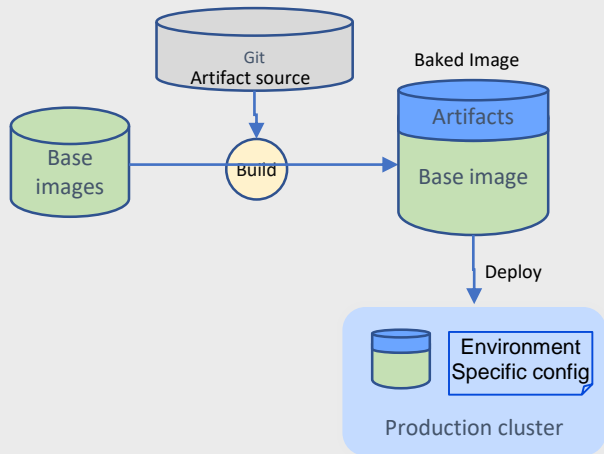 Git
Artifact source
Baked Image
Artifacts
Base image
Base
images
Build
Deploy
Environment
Specific config
Production cluster